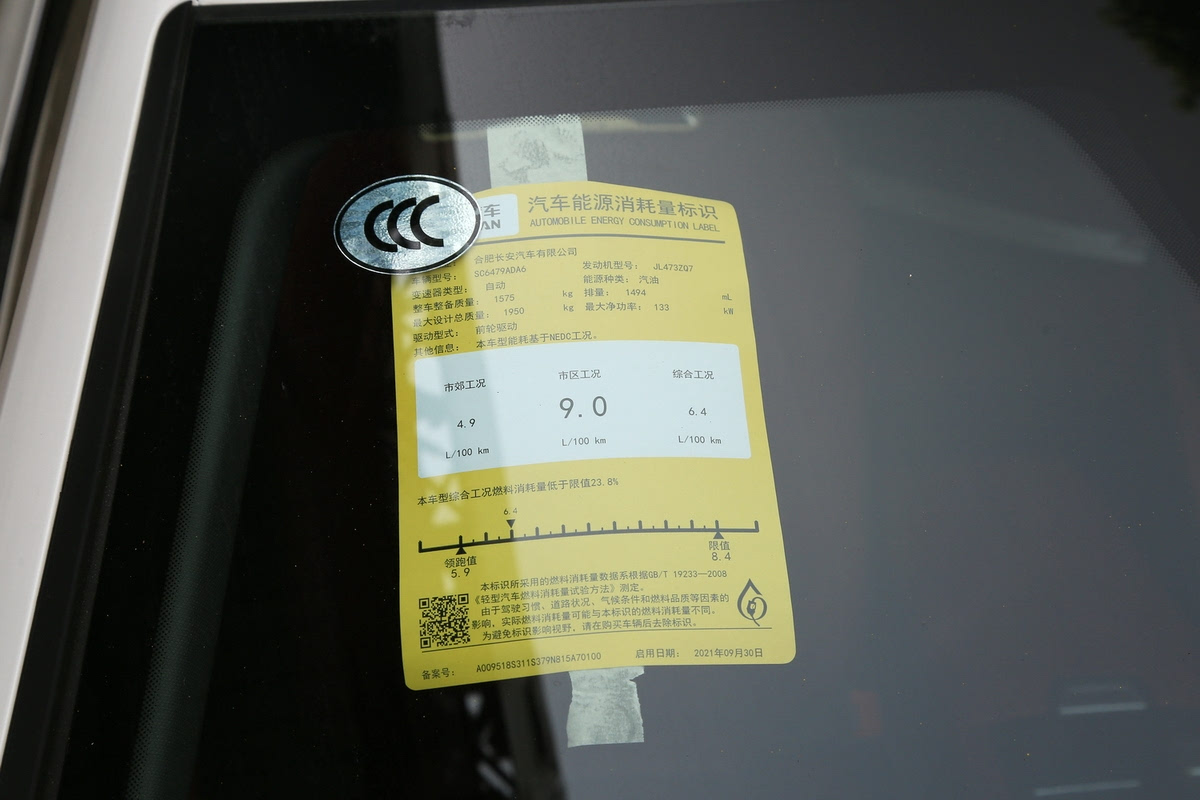 CCC
车
AN
汽车能源消耗量标识
AUTOMOBILE ENERGY CONSUMPTION LABEL
合肥长安汽车有限公司
车辆型号: SC6479ADA6 发动机型号: JL473ZQ7
变速器类型: 自动 能源种类: 汽油
整车整备质量: 1575 kg 排量: 1494 mL
最大设计总质量: 1950 kg 最大净功率: 133 kW
驱动型式: 前轮驱动
其他信息: 本车型能耗基于NEDC工况。
市郊工况 市区工况 综合工况
4.9 9.0 6.4
L/100 km L/100 km L/100 km
本车型综合工况燃料消耗量低于限值23.8%
6.4
领跑值 限值
5.9 8.4
本标识所采用的燃料消耗量数据系根据GB/T 19233—2008
《轻型汽车燃料消耗量试验方法》测定。
由于驾驶习惯、道路状况、气候条件和燃料品质等因素的
影响，实际燃料消耗量可能与本标识的燃料消耗量不同。
为避免标识影响视野，请在购买车辆后去除标识。
备案号: A009518S311S379N815A70100 启用日期: 2021年09月30日